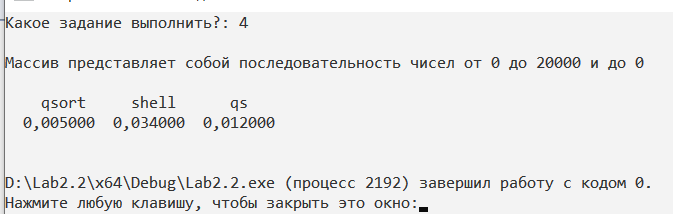 Какое задание выполнить?: 4
Массив представляет собой последовательность чисел от 0 до 20000 и до 0
qsort shell qs
0,005000 0,034000 0,012000
D:\Lab2.2\x64\Debug\Lab2.2.exe (процесс 2192) завершил работу с кодом 0.
Нажмите любую клавишу, чтобы закрыть это окно: